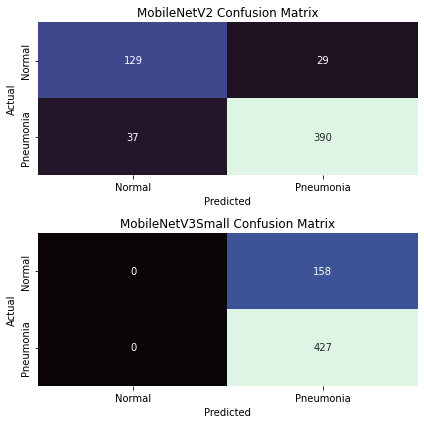 MobileNetV2 Confusion Matrix
Actual
Normal
129
29
Pneumonia
37
390
Normal
Pneumonia
Predicted
MobileNetV3Small Confusion Matrix
Actual
Normal
0
158
Pneumonia
0
427
Normal
Pneumonia
Predicted